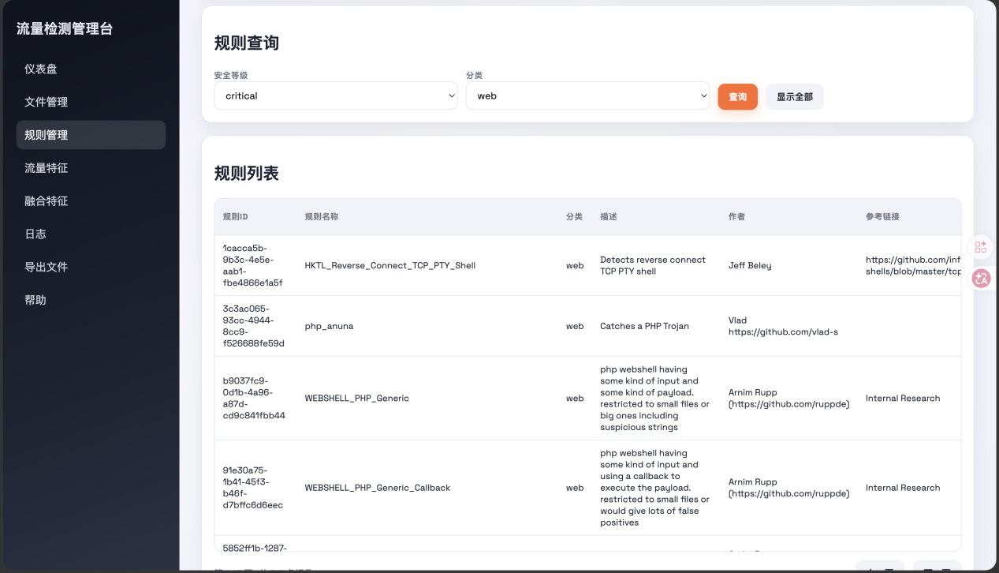 流量检测管理台
仪表盘
文件管理
规则管理
流量特征
融合特征
日志
导出文件
帮助
规则查询
安全等级
分类
critical
web
查询
显示全部
规则列表
规则ID
规则名称
分类
描述
作者
参考链接
1cacca5b-
9b3c-4e5e-
aab1-
fbe4866e1a5f
HKTL_Reverse_Connect_TCP_PTY_Shell
web
Detects reverse connect
TCP PTY shell
Jeff Beley
https://github.com/inf
shells/blob/master/tcp
3c3ac065-
93cc-4944-
8cc9-
f526688fe59d
php_anuna
web
Catches a PHP Trojan
Vlad
https://github.com/vlad-s
b9037fc9-
0d1b-4a96-
a87d-
cd9c841fbb44
WEBSHELL_PHP_Generic
web
php webshell having
some kind of input and
some kind of payload.
restricted to small files or
big ones including
suspicious strings
Arnim Rupp
(https://github.com/ruppde)
Internal Research
91e30a75-
1b41-45f3-
b46f-
d7bffc6d6eec
WEBSHELL_PHP_Generic_Callback
web
php webshell having
some kind of input and
using a callback to
execute the payload.
restricted to small files or
would give lots of false
positives
Arnim Rupp
(https://github.com/ruppde)
Internal Research
5852ff1b-1287-